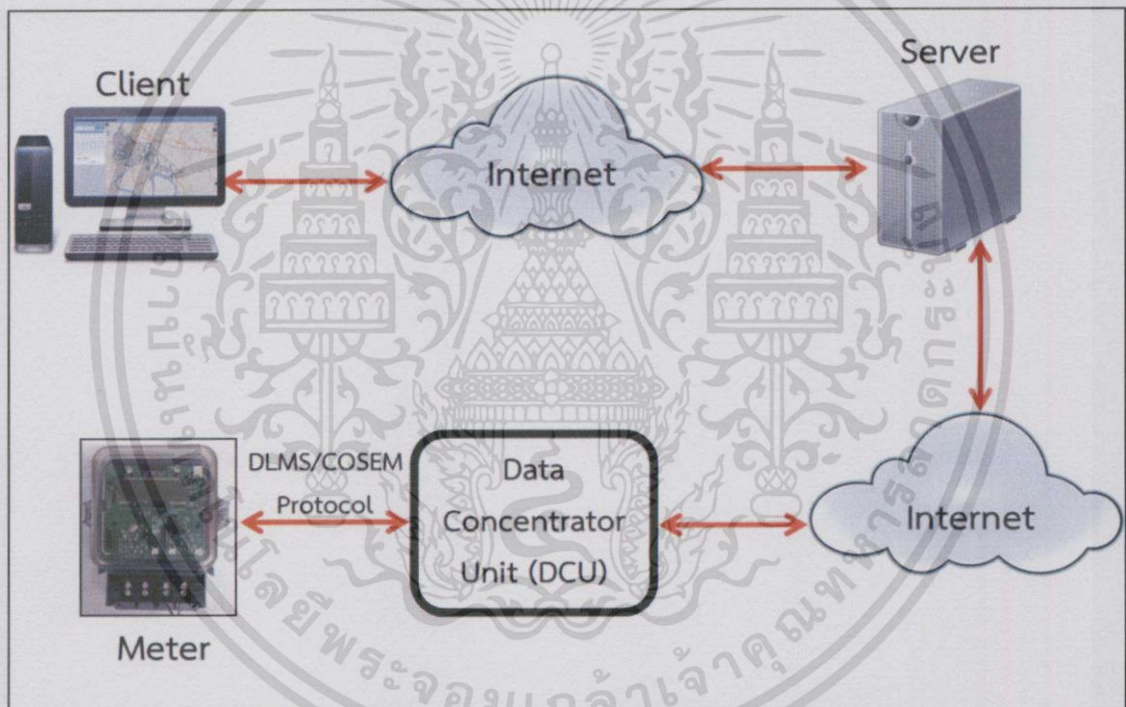 Client
Server
Internet
Meter
DLMS/COSEM
Protocol
Data
Concentrator
Unit (DCU)
Internet